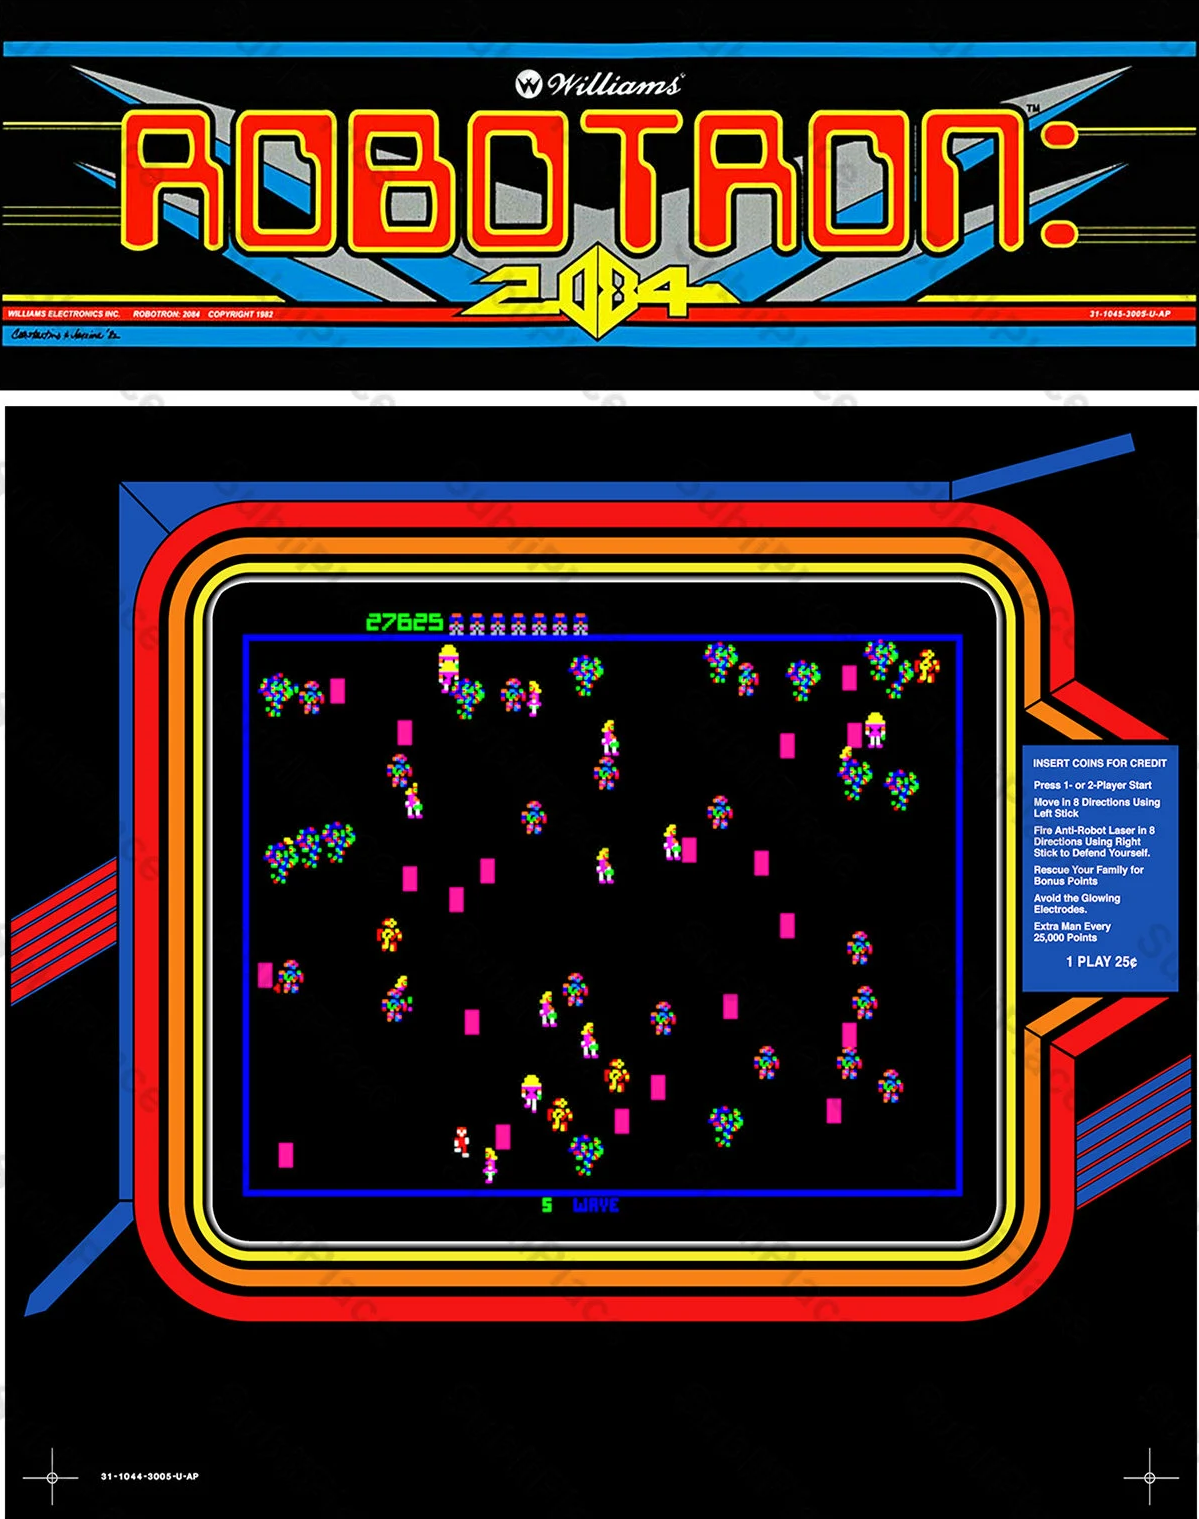 Williams
ROBOTRON:
TM
2084
WILLIAMS ELECTRONICS INC. ROBOTRON: 2084 COPYRIGHT 1982
31-1045-3005-U-AP
27625
INSERT COINS FOR CREDIT
Press 1- or 2-Player Start
Move in 8 Directions Using
Left Stick
Fire Anti-Robot Laser in 8
Directions Using Right
Stick to Defend Yourself.
Rescue Your Family for
Bonus Points
Avoid the Glowing
Electrodes.
Extra Man Every
25,000 Points
1 PLAY 25¢
5 WAVE
31-1044-3005-U-AP